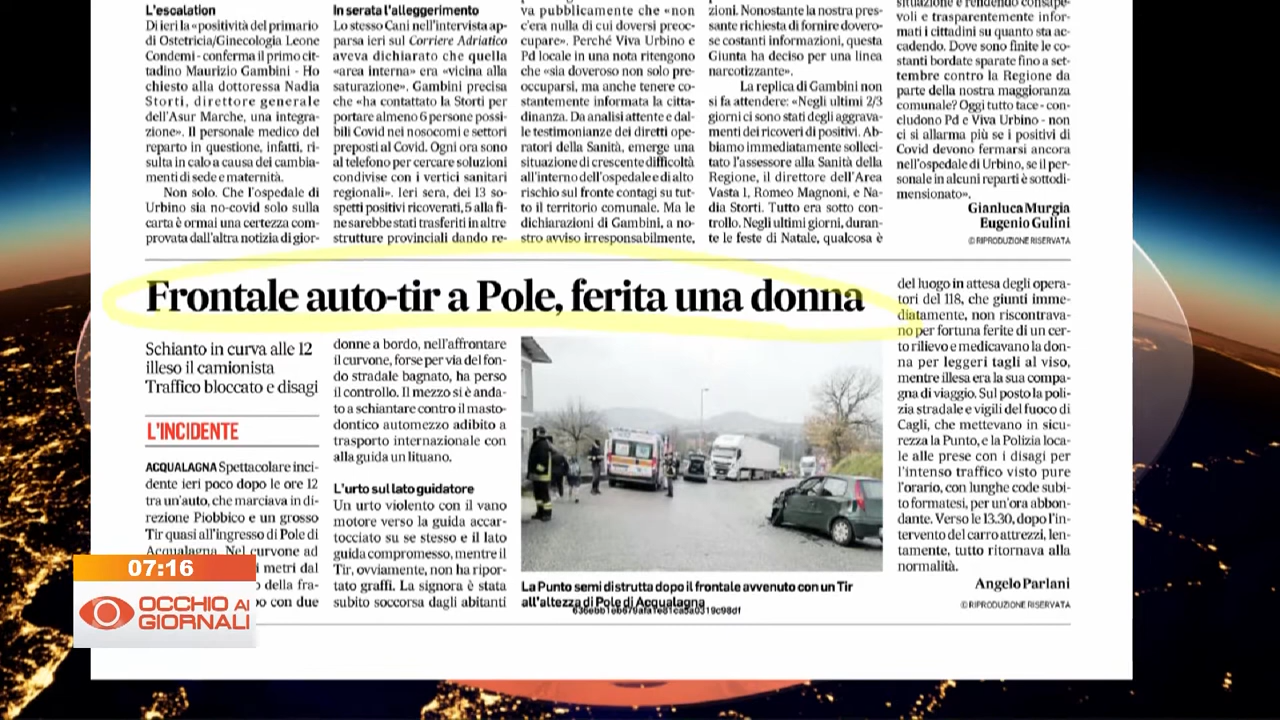 L'escalation
Di ieri la «positività del primario
di Ostetricia/Ginecologia Leone
Condemi - conferma il primo cit-
tadino Maurizio Gambini - Ho
chiesto alla dottoressa Nadia
Storti, direttore generale
dell'Asur Marche, una integra-
zione». Il personale medico del
reparto in questione, infatti, ri-
sulta in calo a causa dei cambia-
menti di sede e maternità.
Non solo. Che l'ospedale di
Urbino sia no-covid solo sulla
carta è ormai una certezza com-
provata dall'altra notizia di gior-
In serata l'alleggerimento
Lo stesso Cani nell'intervista ap-
parsa ieri sul Corriere Adriatico
aveva dichiarato che quella
«area interna» era «vicina alla
saturazione». Gambini precisa
che «ha contattato la Storti per
portare almeno 6 persone possi-
bili Covid nei nosocomi e settori
preposti al Covid. Ogni ora sono
al telefono per cercare soluzioni
condivise con i vertici sanitari
regionali». Ieri sera, dei 13 so-
spetti positivi ricoverati, 5 alla fi-
ne sarebbe stati trasferiti in altre
strutture provinciali dando re-
va pubblicamente che «non
c'era nulla di cui doversi preoc-
cupare». Perché Viva Urbino e
Pd locale in una nota ritengono
che «sia doveroso non solo pre-
occuparsi, ma anche tenere co-
stantemente informata la citta-
dinanza. Da analisi attente e dal-
le testimonianze dei diretti ope-
ratori della Sanità, emerge una
situazione di crescente difficoltà
all'interno dell'ospedale e di alto
rischio sul fronte contagi su tut-
to il territorio comunale. Ma le
dichiarazioni di Gambini, a no-
stro avviso irresponsabilmente,
zioni. Nonostante la nostra pres-
sante richiesta di fornire dovero-
se costanti informazioni, questa
Giunta ha deciso per una linea
narcotizzante».
La replica di Gambini non
si fa attendere: «Negli ultimi 2/3
giorni ci sono stati degli aggrava-
menti dei ricoveri di positivi. Ab-
biamo immediatamente solleci-
tato l'assessore alla Sanità della
Regione, il direttore dell'Area
Vasta 1, Romeo Magnoni, e Na-
dia Storti. Tutto era sotto con-
trollo. Negli ultimi giorni, duran-
te le feste di Natale, qualcosa è
situazione e rendendo consape-
voli e trasparentemente infor-
mati i cittadini su quanto sta ac-
cadendo. Dove sono finite le co-
stanti bordate sparate fino a set-
tembre contro la Regione da
parte della nostra maggioranza
comunale? Oggi tutto tace - con-
cludono Pd e Viva Urbino - non
ci si allarma più se i positivi di
Covid devono fermarsi ancora
nell'ospedale di Urbino, se il per-
sonale in alcuni reparti è sottodi-
mensionato».
Gianluca Murgia
Eugenio Gulini
© RIPRODUZIONE RISERVATA
Frontale auto-tir a Pole, ferita una donna
Schianto in curva alle 12
illeso il camionista
Traffico bloccato e disagi
L'INCIDENTE
ACQUALAGNA Spettacolare inci-
dente ieri poco dopo le ore 12
tra un'auto, che marciava in di-
rezione Piobbico e un grosso
Tir quasi all'ingresso di Pole di
Acqualagna. Nel curvone ad
i metri dal
della fra-
po con due
donne a bordo, nell'affrontare
il curvone, forse per via del fon-
do stradale bagnato, ha perso
il controllo. Il mezzo si è anda-
to a schiantare contro il masto-
dontico automezzo adibito a
trasporto internazionale con
alla guida un lituano.
L'urto sul lato guidatore
Un urto violento con il vano
motore verso la guida accar-
tocciato su se stesso e il lato
guida compromesso, mentre il
Tir, ovviamente, non ha ripor-
tato graffi. La signora è stata
subito soccorsa dagli abitanti
La Punto semi distrutta dopo il frontale avvenuto con un Tir
all'altezza di Pole di Acqualagna
del luogo in attesa degli opera-
tori del 118, che giunti imme-
diatamente, non riscontrava-
no per fortuna ferite di un cer-
to rilievo e medicavano la don-
na per leggeri tagli al viso,
mentre illesa era la sua compa-
gna di viaggio. Sul posto la poli-
zia stradale e vigili del fuoco di
Cagli, che mettevano in sicu-
rezza la Punto, e la Polizia loca-
le alle prese con i disagi per
l'intenso traffico visto pure
l'orario, con lunghe code subi-
to formatesi, per un'ora abbon-
dante. Verso le 13.30, dopo l'in-
tervento del carro attrezzi, len-
tamente, tutto ritornava alla
normalità.
Angelo Parlani
© RIPRODUZIONE RISERVATA
07:16
OCCHIO AI
GIORNALI